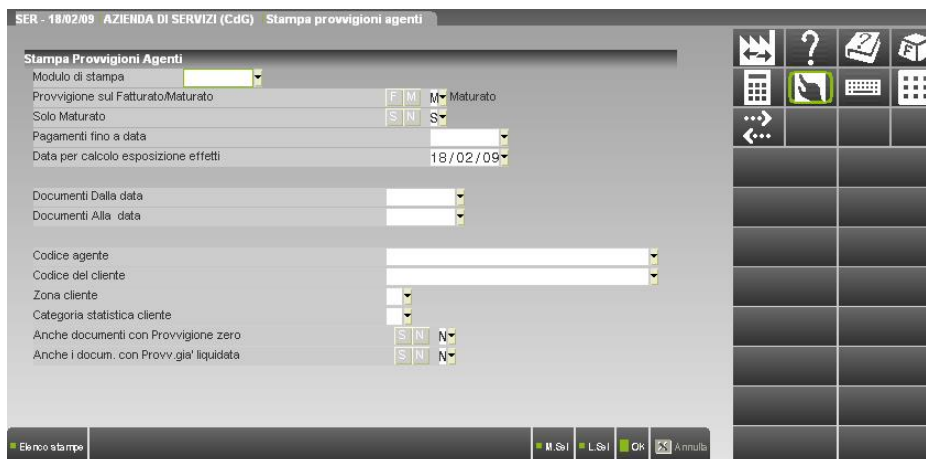 SER - 18/02/09 AZIENDA DI SERVIZI (CdG) Stampa provvigioni agenti
Stampa Provvigioni Agenti
Modulo di stampa
Provvigione sul Fatturato/Maturato F M M Maturato
Solo Maturato S N S
Pagamenti fino a data
Data per calcolo esposizione effetti 18/02/09
Documenti Dalla data
Documenti Alla data
Codice agente
Codice del cliente
Zona cliente
Categoria statistica cliente
Anche documenti con Provvigione zero S N N
Anche i docum. con Provv.gia' liquidata S N N
Elenco stampe M.Sel L.Sel OK Annulla